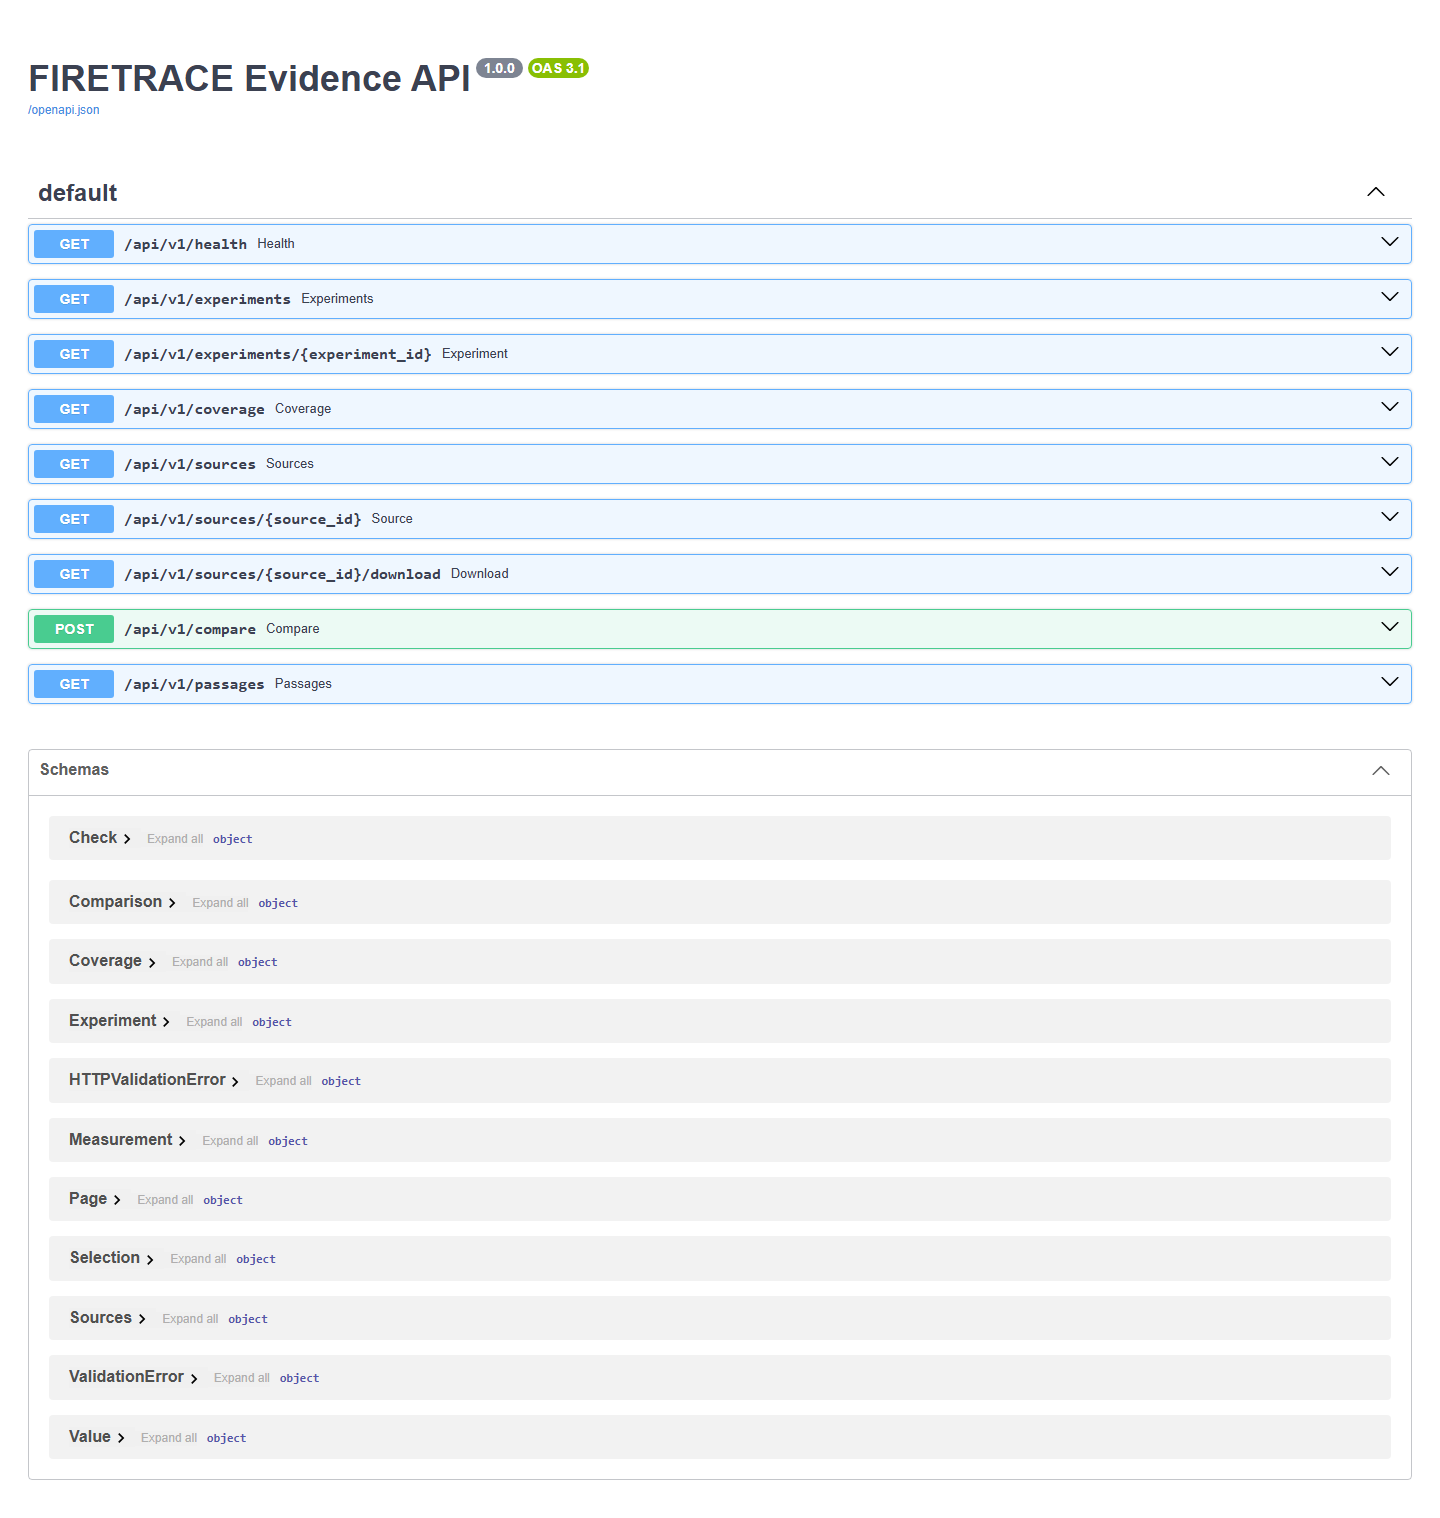 FIRETRACE Evidence API 1.0.0 OAS 3.1
/openapi.json
default
GET /api/v1/health Health
GET /api/v1/experiments Experiments
GET /api/v1/experiments/{experiment_id} Experiment
GET /api/v1/coverage Coverage
GET /api/v1/sources Sources
GET /api/v1/sources/{source_id} Source
GET /api/v1/sources/{source_id}/download Download
POST /api/v1/compare Compare
GET /api/v1/passages Passages
Schemas
Check Expand all object
Comparison Expand all object
Coverage Expand all object
Experiment Expand all object
HTTPValidationError Expand all object
Measurement Expand all object
Page Expand all object
Selection Expand all object
Sources Expand all object
ValidationError Expand all object
Value Expand all object